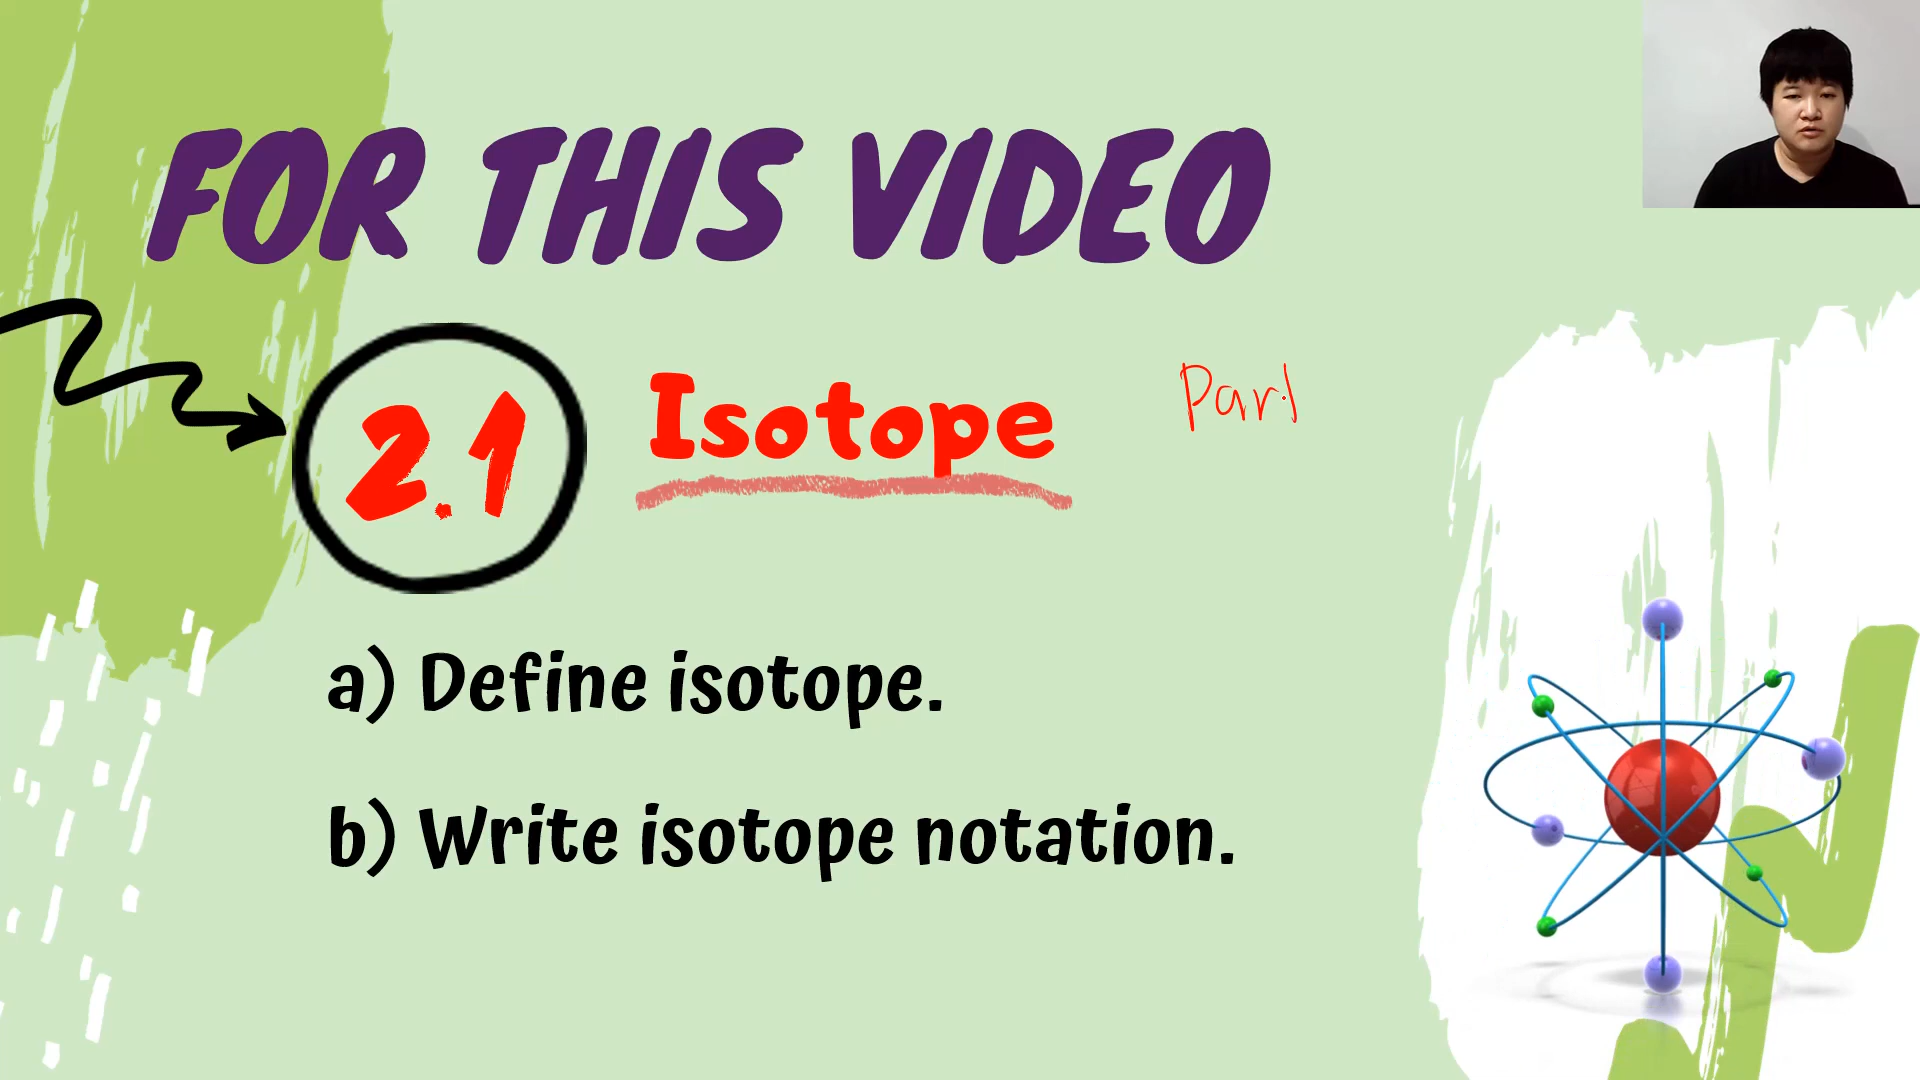 FOR THIS VIDEO
2.1 Isotope Part
a) Define isotope.
b) Write isotope notation.